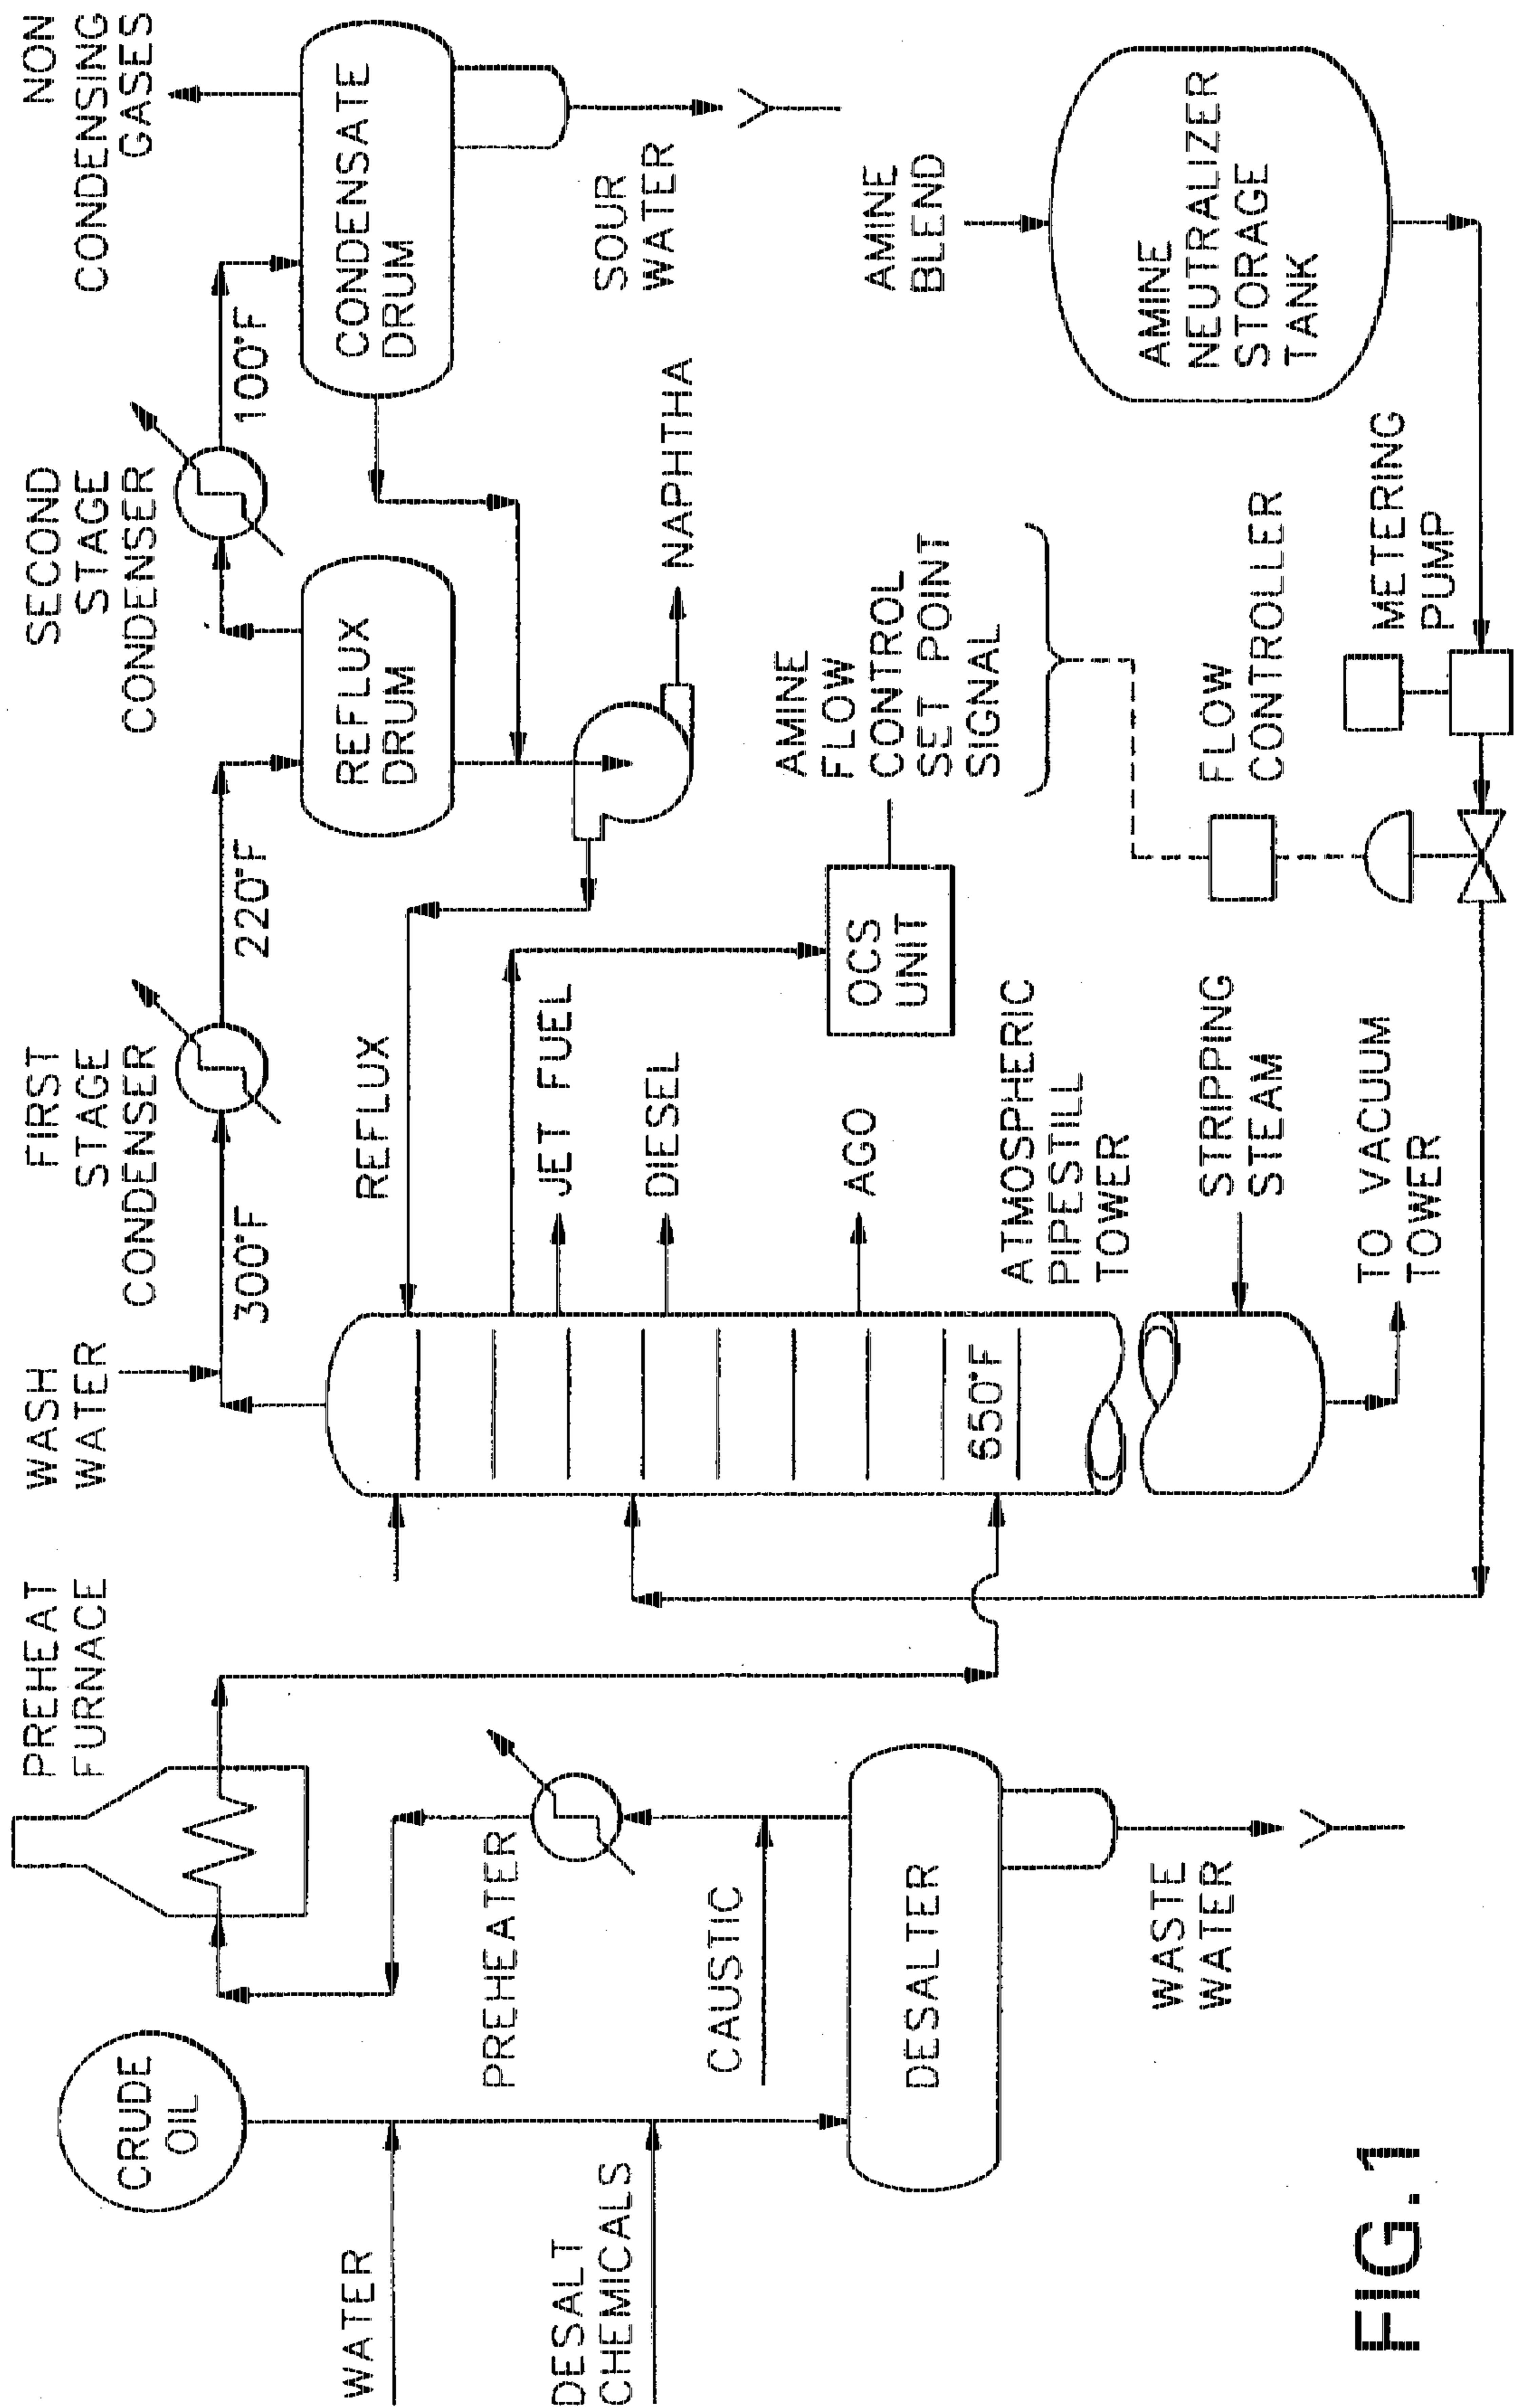 CRUDE
OIL
WATER
DESALT
CHEMICALS
DESALTER
CAUSTIC
PREHEATER
WASTE
WATER
PREHEAT
FURNACE
WASH
WATER
300°F
FIRST
STAGE
CONDENSER
220°F
SECOND
STAGE
CONDENSER
100°F
NON
CONDENSING
GASES
REFLUX
DRUM
CONDENSATE
DRUM
SOUR
WATER
NAPHTHA
REFLUX
JET FUEL
DIESEL
AGO
650°F
ATMOSPHERIC
PIPESTILL
TOWER
STRIPPING
STEAM
TO VACUUM
TOWER
OCS
UNIT
AMINE
FLOW
CONTROL
SET POINT
SIGNAL
FLOW
CONTROLLER
METERING
PUMP
AMINE
BLEND
AMINE
NEUTRALIZER
STORAGE
TANK
FIG. 1